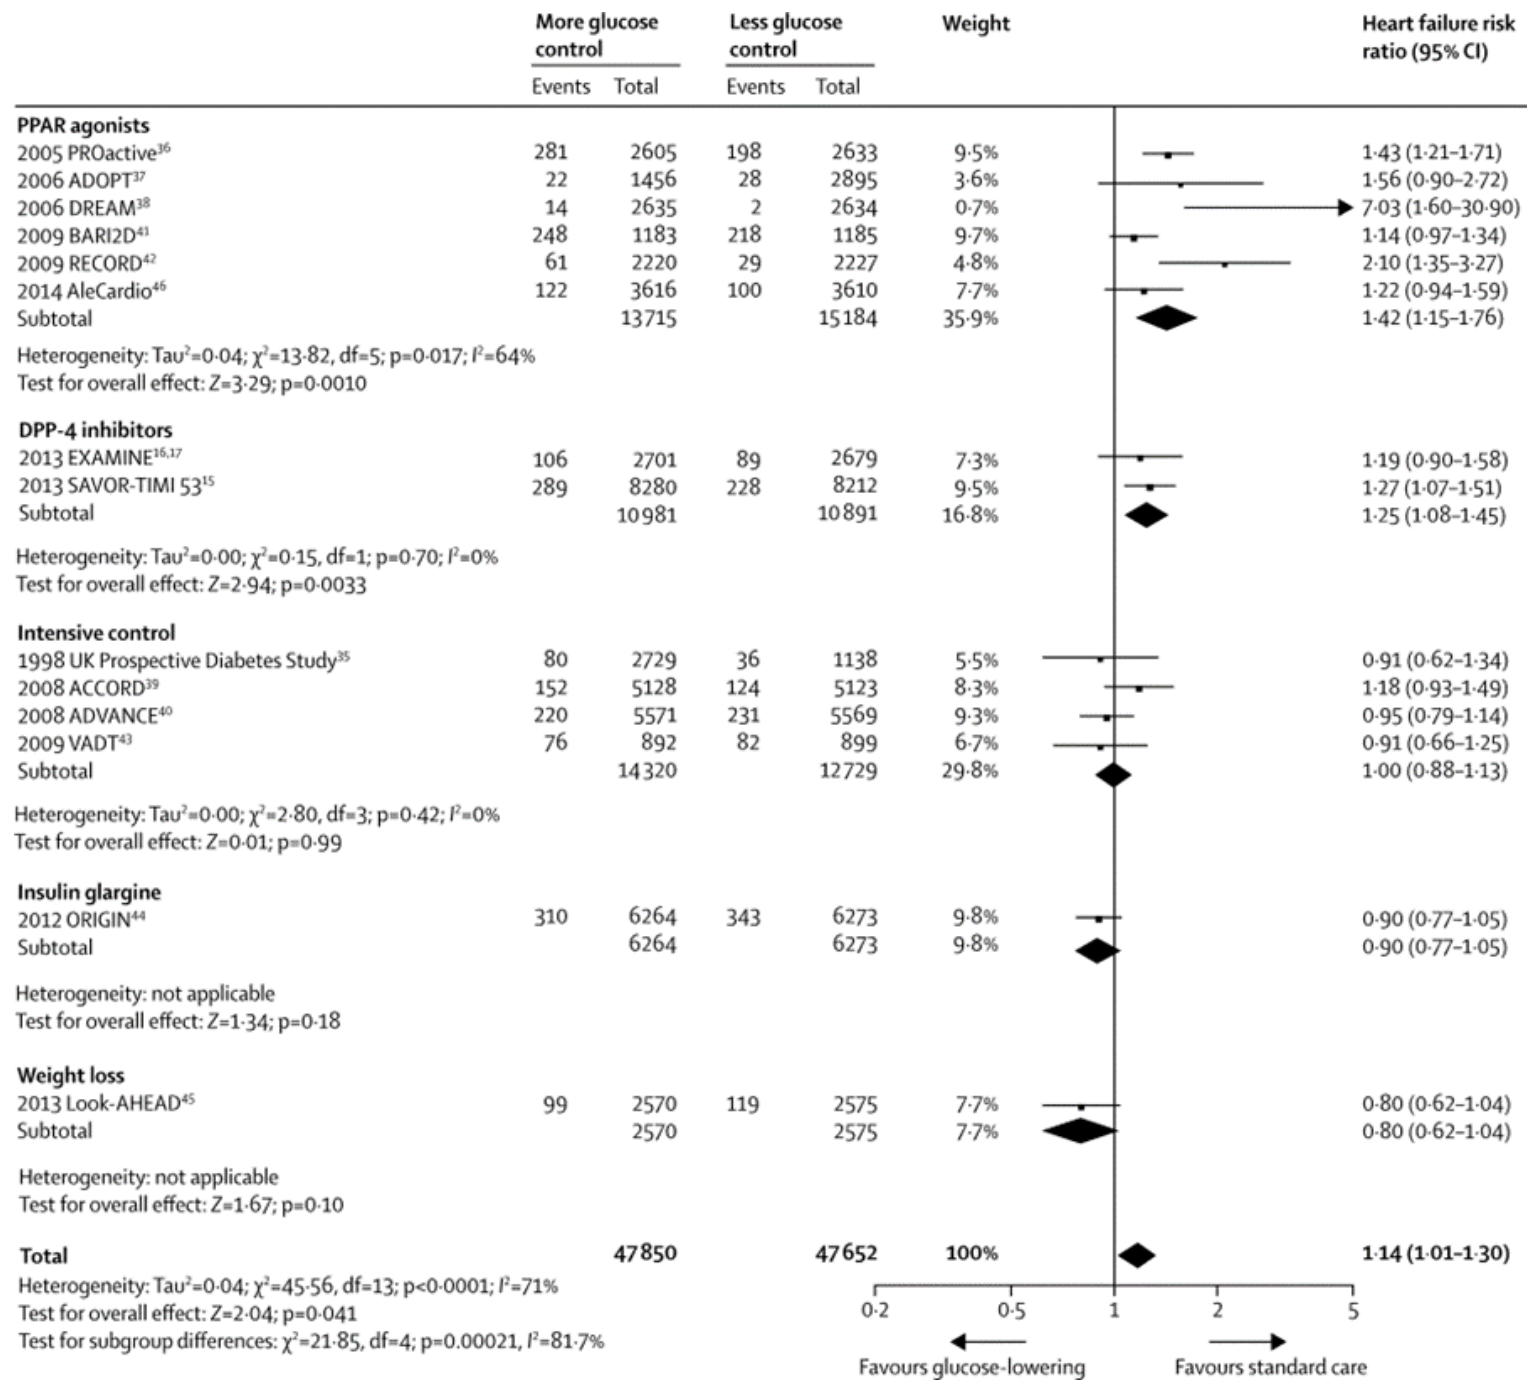 More glucose control Less glucose control Weight Heart failure risk ratio (95% CI)
Events Total Events Total
PPAR agonists
2005 PROactive³⁶ 281 2605 198 2633 9·5% 1·43 (1·21–1·71)
2006 ADOPT³⁷ 22 1456 28 2895 3·6% 1·56 (0·90–2·72)
2006 DREAM³⁸ 14 2635 2 2634 0·7% 7·03 (1·60–30·90)
2009 BARI2D⁴¹ 248 1183 218 1185 9·7% 1·14 (0·97–1·34)
2009 RECORD⁴² 61 2220 29 2227 4·8% 2·10 (1·35–3·27)
2014 AleCardio⁴⁶ 122 3616 100 3610 7·7% 1·22 (0·94–1·59)
Subtotal 13715 15184 35·9% 1·42 (1·15–1·76)
Heterogeneity: Tau²=0·04; χ²=13·82, df=5; p=0·017; I²=64%
Test for overall effect: Z=3·29; p=0·0010
DPP-4 inhibitors
2013 EXAMINE¹⁶,¹⁷ 106 2701 89 2679 7·3% 1·19 (0·90–1·58)
2013 SAVOR-TIMI 53¹⁵ 289 8280 228 8212 9·5% 1·27 (1·07–1·51)
Subtotal 10981 10891 16·8% 1·25 (1·08–1·45)
Heterogeneity: Tau²=0·00; χ²=0·15, df=1; p=0·70; I²=0%
Test for overall effect: Z=2·94; p=0·0033
Intensive control
1998 UK Prospective Diabetes Study³⁵ 80 2729 36 1138 5·5% 0·91 (0·62–1·34)
2008 ACCORD³⁹ 152 5128 124 5123 8·3% 1·18 (0·93–1·49)
2008 ADVANCE⁴⁰ 220 5571 231 5569 9·3% 0·95 (0·79–1·14)
2009 VADT⁴³ 76 892 82 899 6·7% 0·91 (0·66–1·25)
Subtotal 14320 12729 29·8% 1·00 (0·88–1·13)
Heterogeneity: Tau²=0·00; χ²=2·80, df=3; p=0·42; I²=0%
Test for overall effect: Z=0·01; p=0·99
Insulin glargine
2012 ORIGIN⁴⁴ 310 6264 343 6273 9·8% 0·90 (0·77–1·05)
Subtotal 6264 6273 9·8% 0·90 (0·77–1·05)
Heterogeneity: not applicable
Test for overall effect: Z=1·34; p=0·18
Weight loss
2013 Look-AHEAD⁴⁵ 99 2570 119 2575 7·7% 0·80 (0·62–1·04)
Subtotal 2570 2575 7·7% 0·80 (0·62–1·04)
Heterogeneity: not applicable
Test for overall effect: Z=1·67; p=0·10
Total 47850 47652 100% 1·14 (1·01–1·30)
Heterogeneity: Tau²=0·04; χ²=45·56, df=13; p<0·0001; I²=71%
Test for overall effect: Z=2·04; p=0·041
Test for subgroup differences: χ²=21·85, df=4; p=0.00021, I²=81·7%
0·2 0·5 1 2 5
Favours glucose-lowering Favours standard care